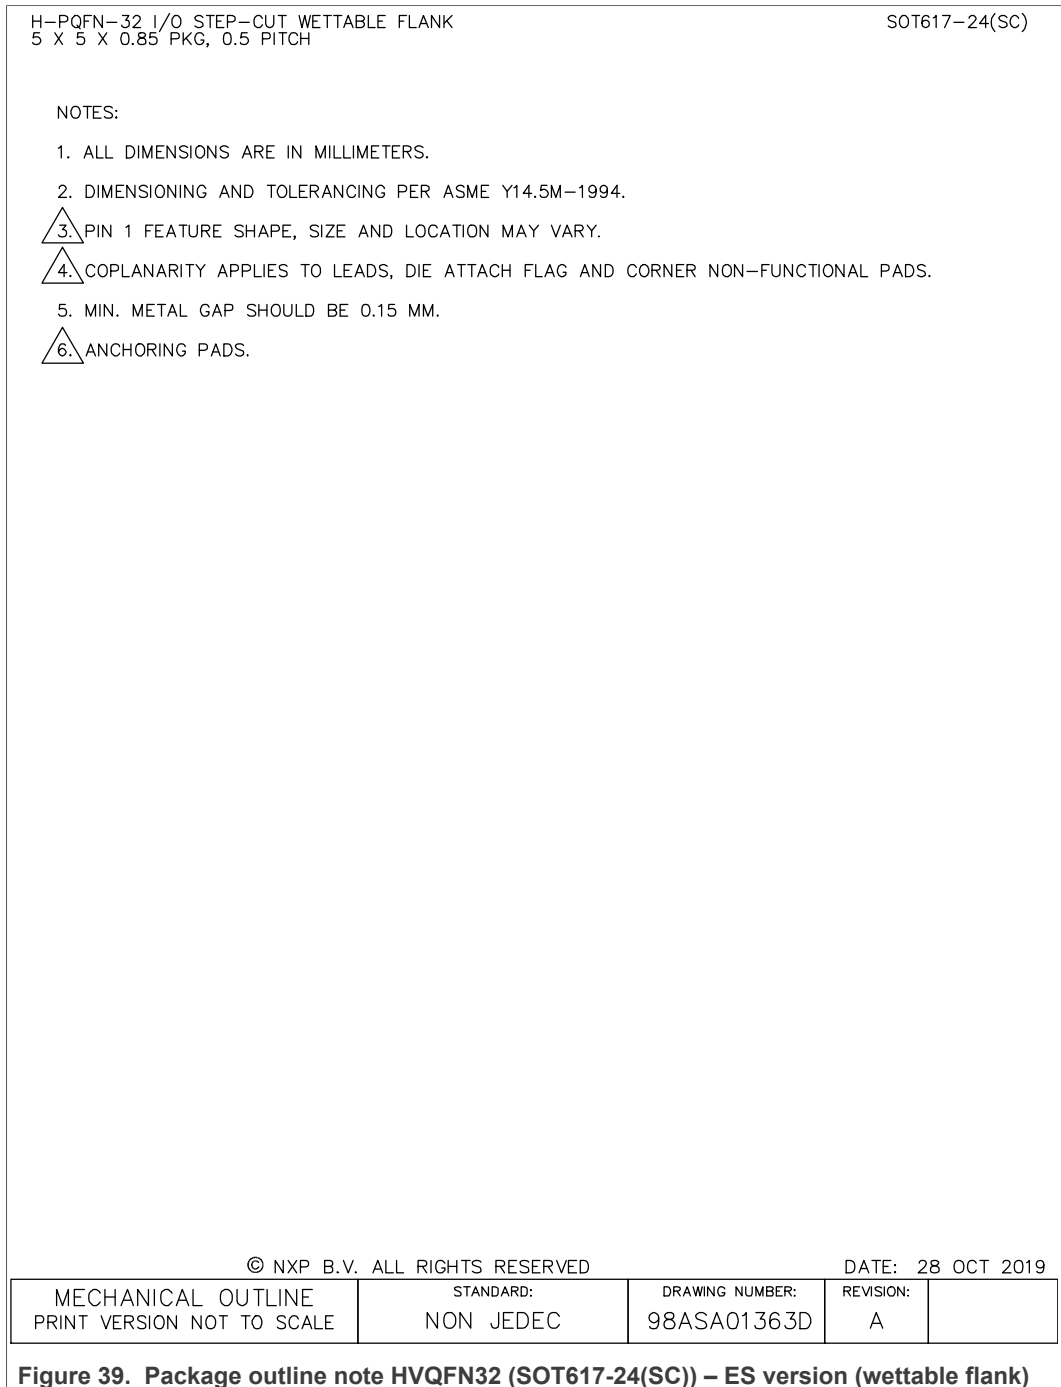 H-PQFN-32 I/O STEP-CUT WETTABLE FLANK
5 X 5 X 0.85 PKG, 0.5 PITCH
SOT617-24(SC)
NOTES:
1. ALL DIMENSIONS ARE IN MILLIMETERS.
2. DIMENSIONING AND TOLERANCING PER ASME Y14.5M-1994.
3. PIN 1 FEATURE SHAPE, SIZE AND LOCATION MAY VARY.
4. COPLANARITY APPLIES TO LEADS, DIE ATTACH FLAG AND CORNER NON-FUNCTIONAL PADS.
5. MIN. METAL GAP SHOULD BE 0.15 MM.
6. ANCHORING PADS.
© NXP B.V. ALL RIGHTS RESERVED
DATE: 28 OCT 2019
MECHANICAL OUTLINE
PRINT VERSION NOT TO SCALE
STANDARD:
NON JEDEC
DRAWING NUMBER:
98ASA01363D
REVISION:
A
Figure 39. Package outline note HVQFN32 (SOT617-24(SC)) – ES version (wettable flank)